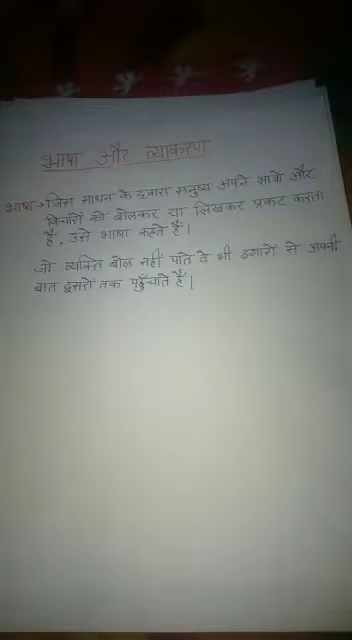 भाषा और व्याकरण
भाषा → जिस साधन के द्वारा मनुष्य अपने भावों और
विचारों को बोलकर या लिखकर प्रकट करता
है, उसे भाषा कहते हैं।
जो व्यक्ति बोल नहीं पाते वे भी इशारों से अपनी
बात दूसरों तक पहुँचाते हैं।